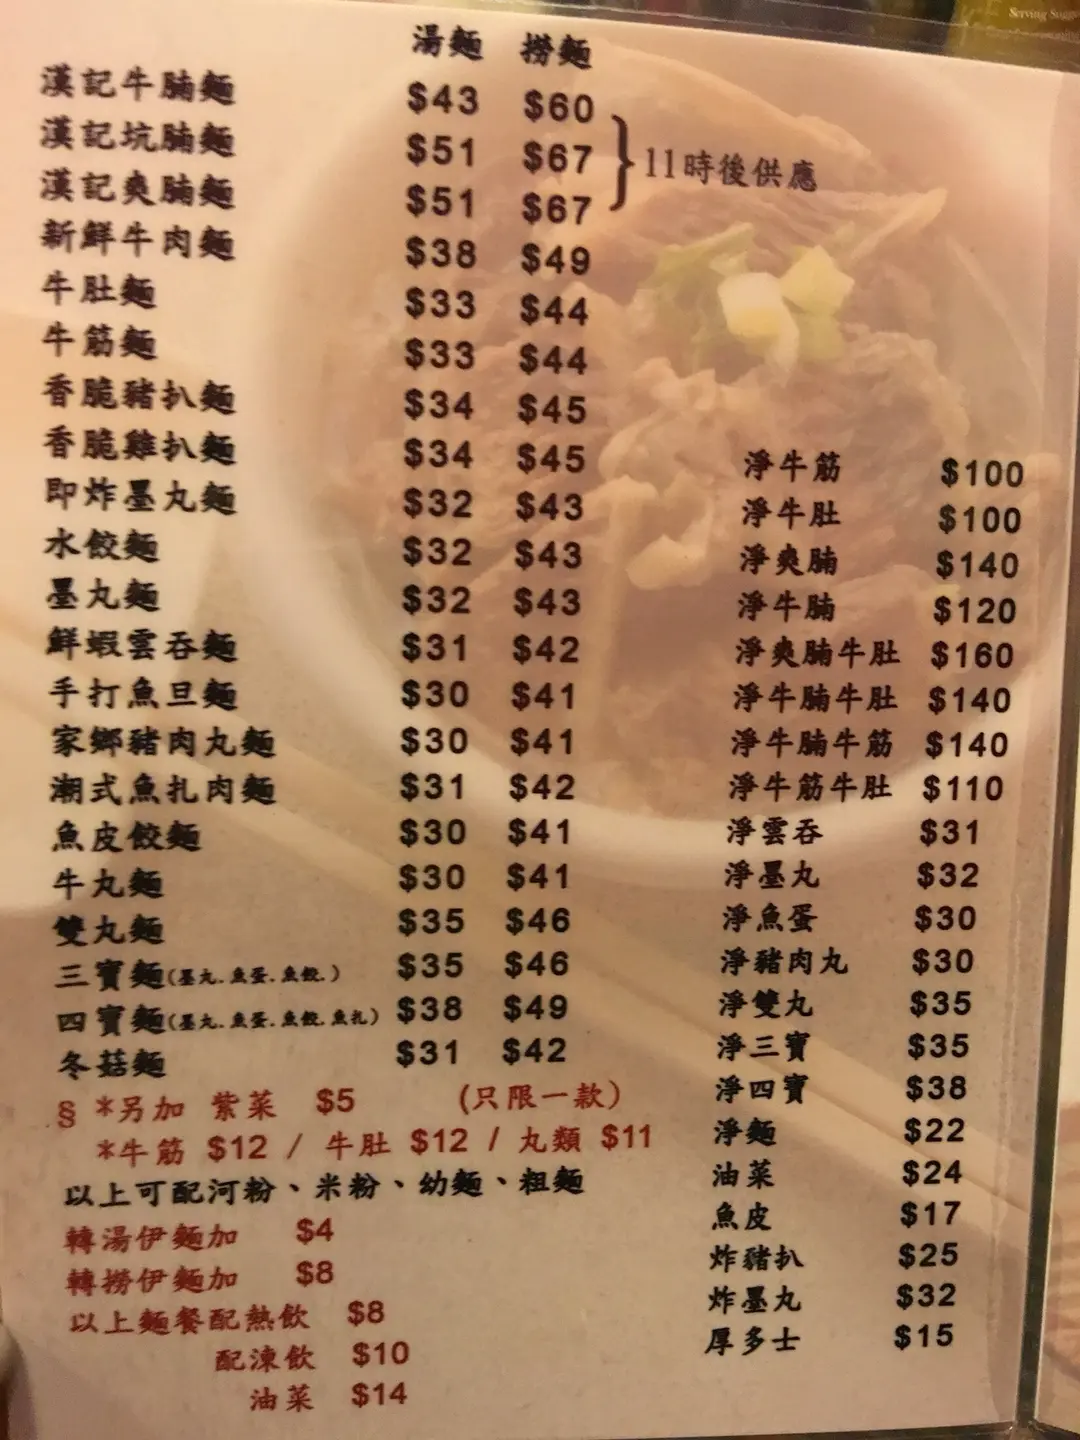 Serving Sugge
湯麵 撈麵
漢記牛腩麵 $43 $60
漢記坑腩麵 $51 $67
漢記爽腩麵 $51 $67
} 11時後供應
新鮮牛肉麵 $38 $49
牛肚麵 $33 $44
牛筋麵 $33 $44
香脆豬扒麵 $34 $45
香脆雞扒麵 $34 $45
即炸墨丸麵 $32 $43
水餃麵 $32 $43
墨丸麵 $32 $43
鮮蝦雲吞麵 $31 $42
手打魚旦麵 $30 $41
家鄉豬肉丸麵 $30 $41
潮式魚扎肉麵 $31 $42
魚皮餃麵 $30 $41
牛丸麵 $30 $41
雙丸麵 $35 $46
三寶麵(墨丸.魚蛋.魚餃.) $35 $46
四寶麵(墨丸.魚蛋.魚餃.魚扎) $38 $49
冬菇麵 $31 $42
§ *另加 紫菜 $5 (只限一款)
*牛筋 $12 / 牛肚 $12 / 丸類 $11
以上可配河粉、米粉、幼麵、粗麵
轉湯伊麵加 $4
轉撈伊麵加 $8
以上麵餐配熱飲 $8
配涷飲 $10
油菜 $14
淨牛筋 $100
淨牛肚 $100
淨爽腩 $140
淨牛腩 $120
淨爽腩牛肚 $160
淨牛腩牛肚 $140
淨牛腩牛筋 $140
淨牛筋牛肚 $110
淨雲吞 $31
淨墨丸 $32
淨魚蛋 $30
淨豬肉丸 $30
淨雙丸 $35
淨三寶 $35
淨四寶 $38
淨麵 $22
油菜 $24
魚皮 $17
炸豬扒 $25
炸墨丸 $32
厚多士 $15